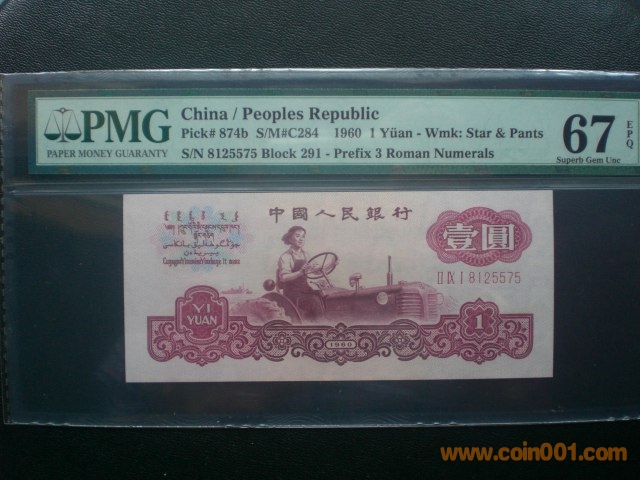 PMG
PAPER MONEY GUARANTY
China / Peoples Republic
Pick# 874b S/M#C284 1960 1 Yüan - Wmk: Star & Pants
S/N 8125575 Block 291 - Prefix 3 Roman Numerals
67
EPQ
Superb Gem Unc
中國人民銀行
壹圓
II IX I 8125575
YI
YUAN
1960
1
www.coin001.com